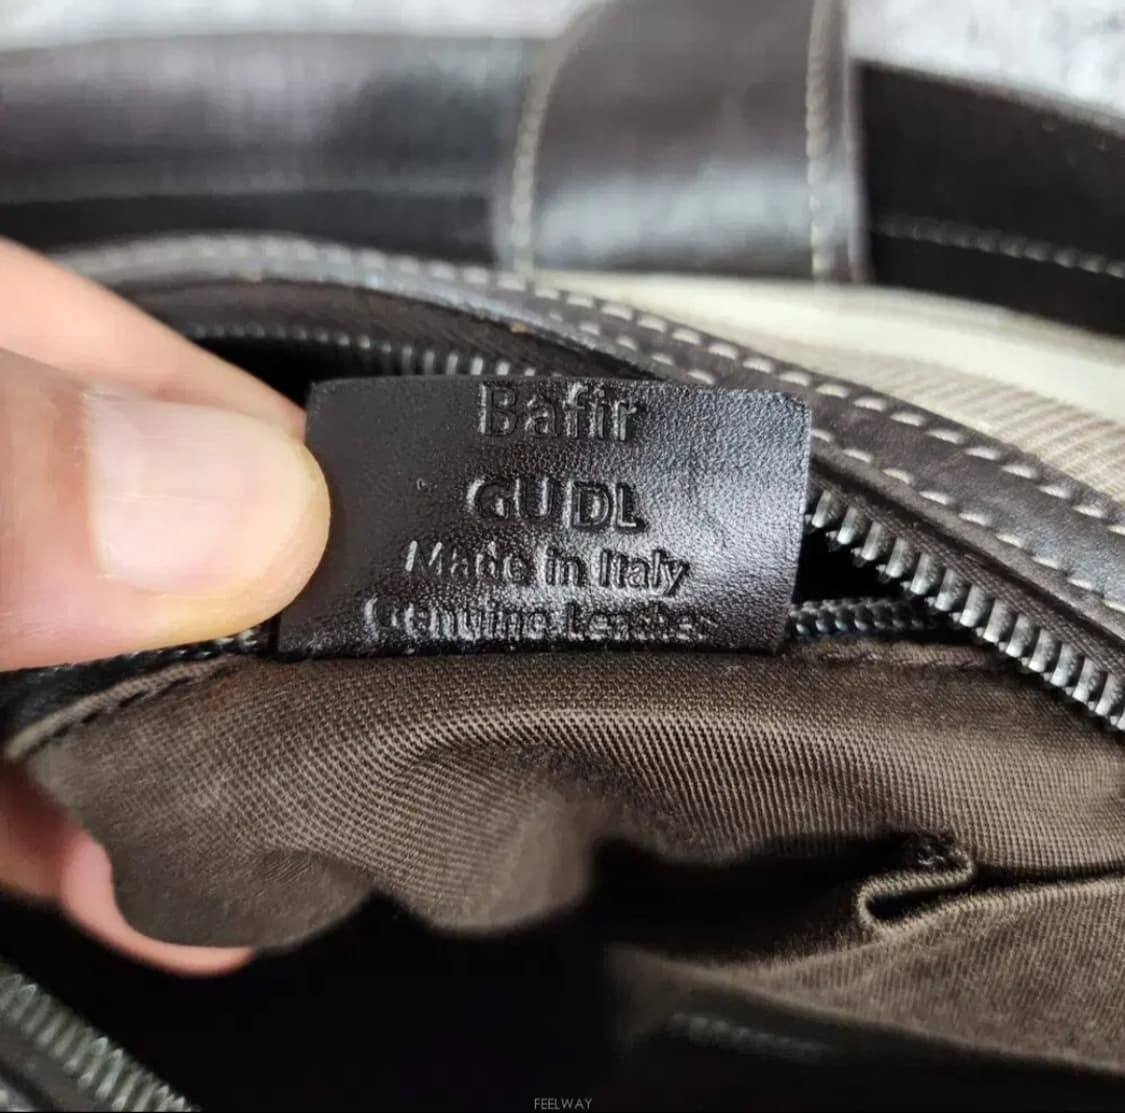 Bafir
GUDL
Made in Italy
Genuine Leather
FEELWAY